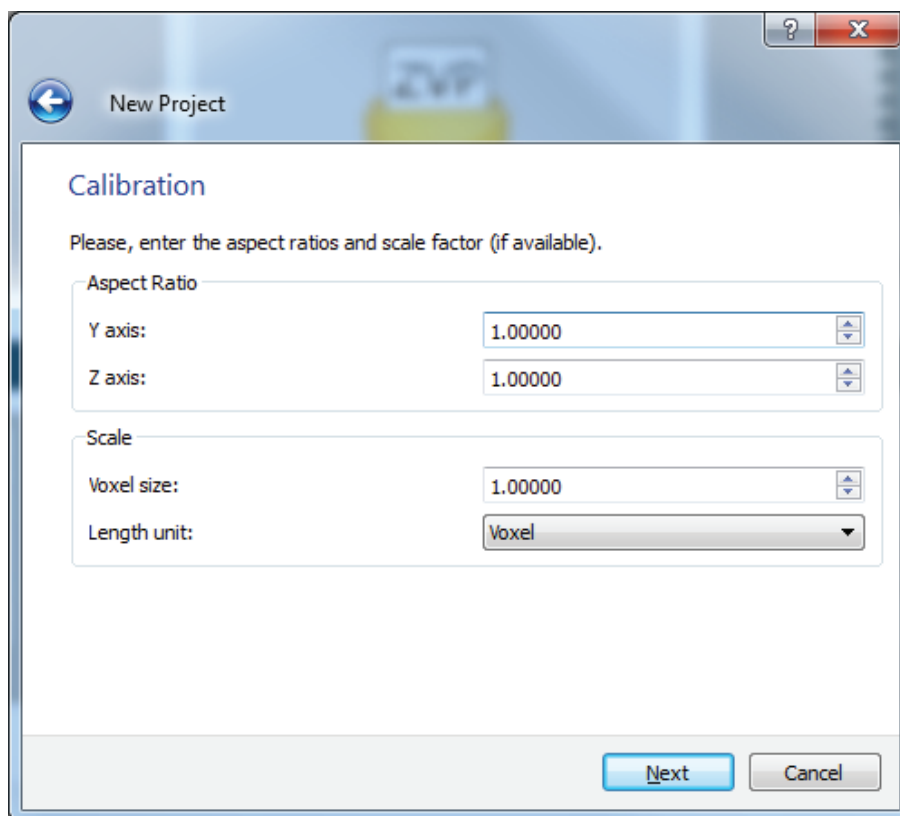 ZVP
New Project
Calibration
Please, enter the aspect ratios and scale factor (if available).
Aspect Ratio
Y axis: 1.00000
Z axis: 1.00000
Scale
Voxel size: 1.00000
Length unit: Voxel
Next Cancel